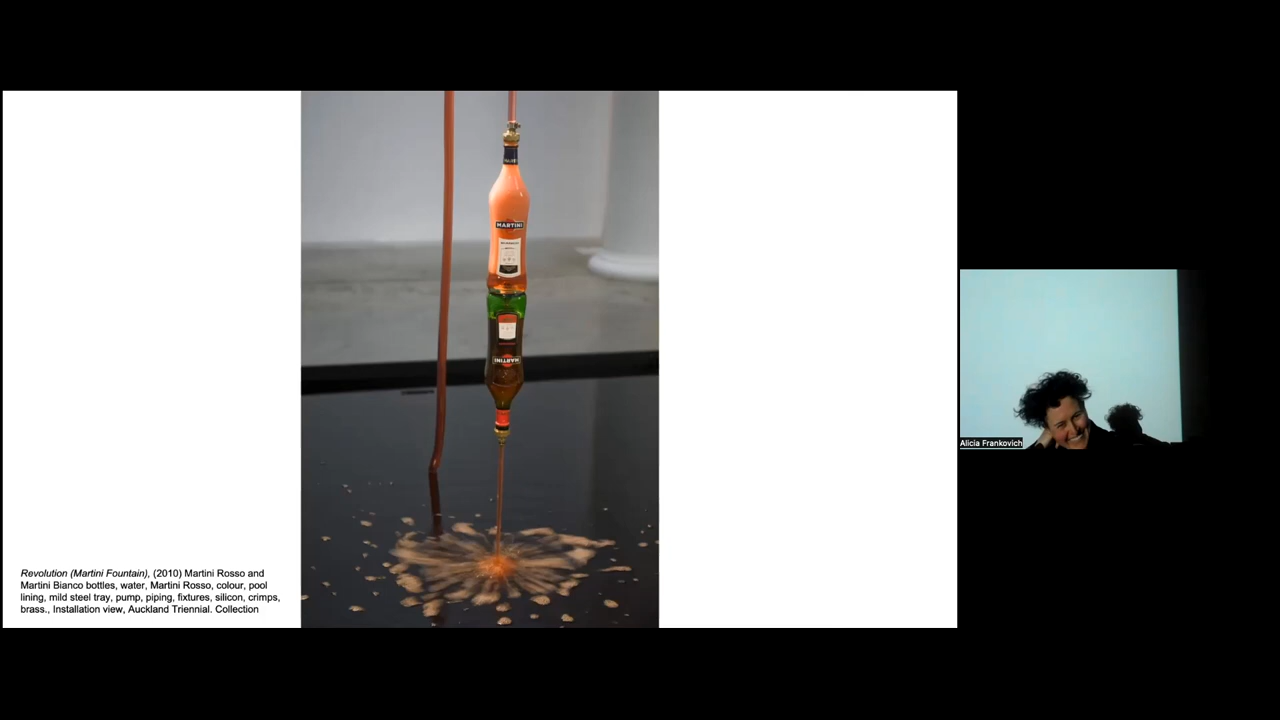 MARTINI
MARTINI
Revolution (Martini Fountain), (2010) Martini Rosso and
Martini Bianco bottles, water, Martini Rosso, colour, pool
lining, mild steel tray, pump, piping, fixtures, silicon, crimps,
brass., Installation view, Auckland Triennial. Collection
Alicia Frankovich